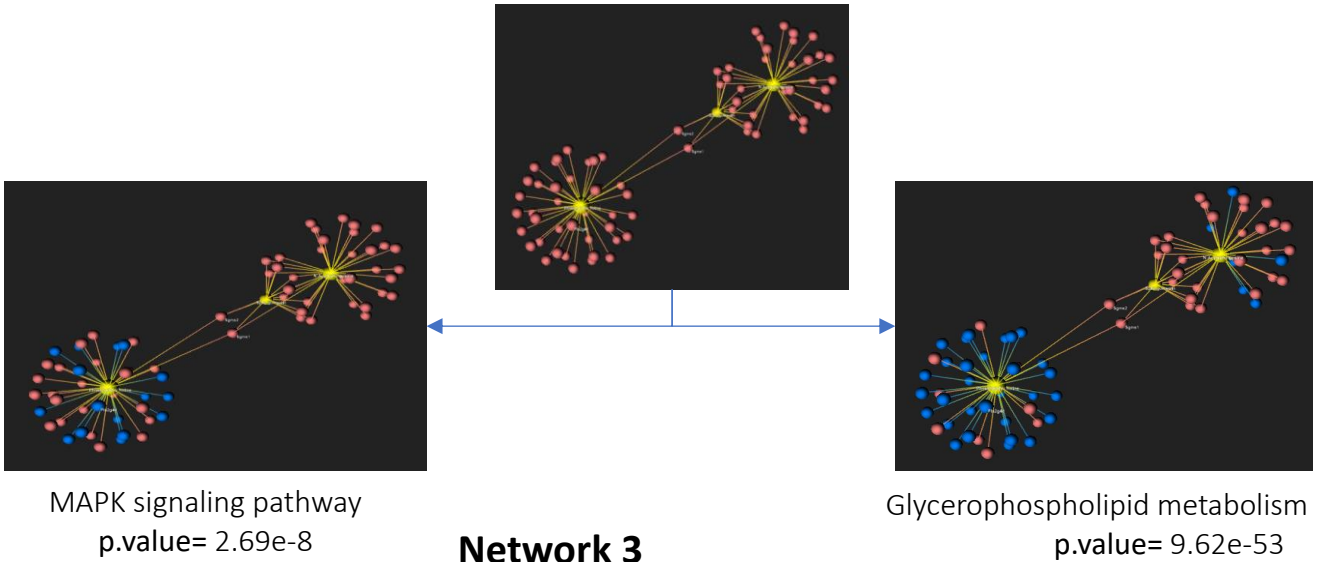 MAPK signaling pathway
p.value= 2.69e-8
Glycerophospholipid metabolism
p.value= 9.62e-53
Network 3